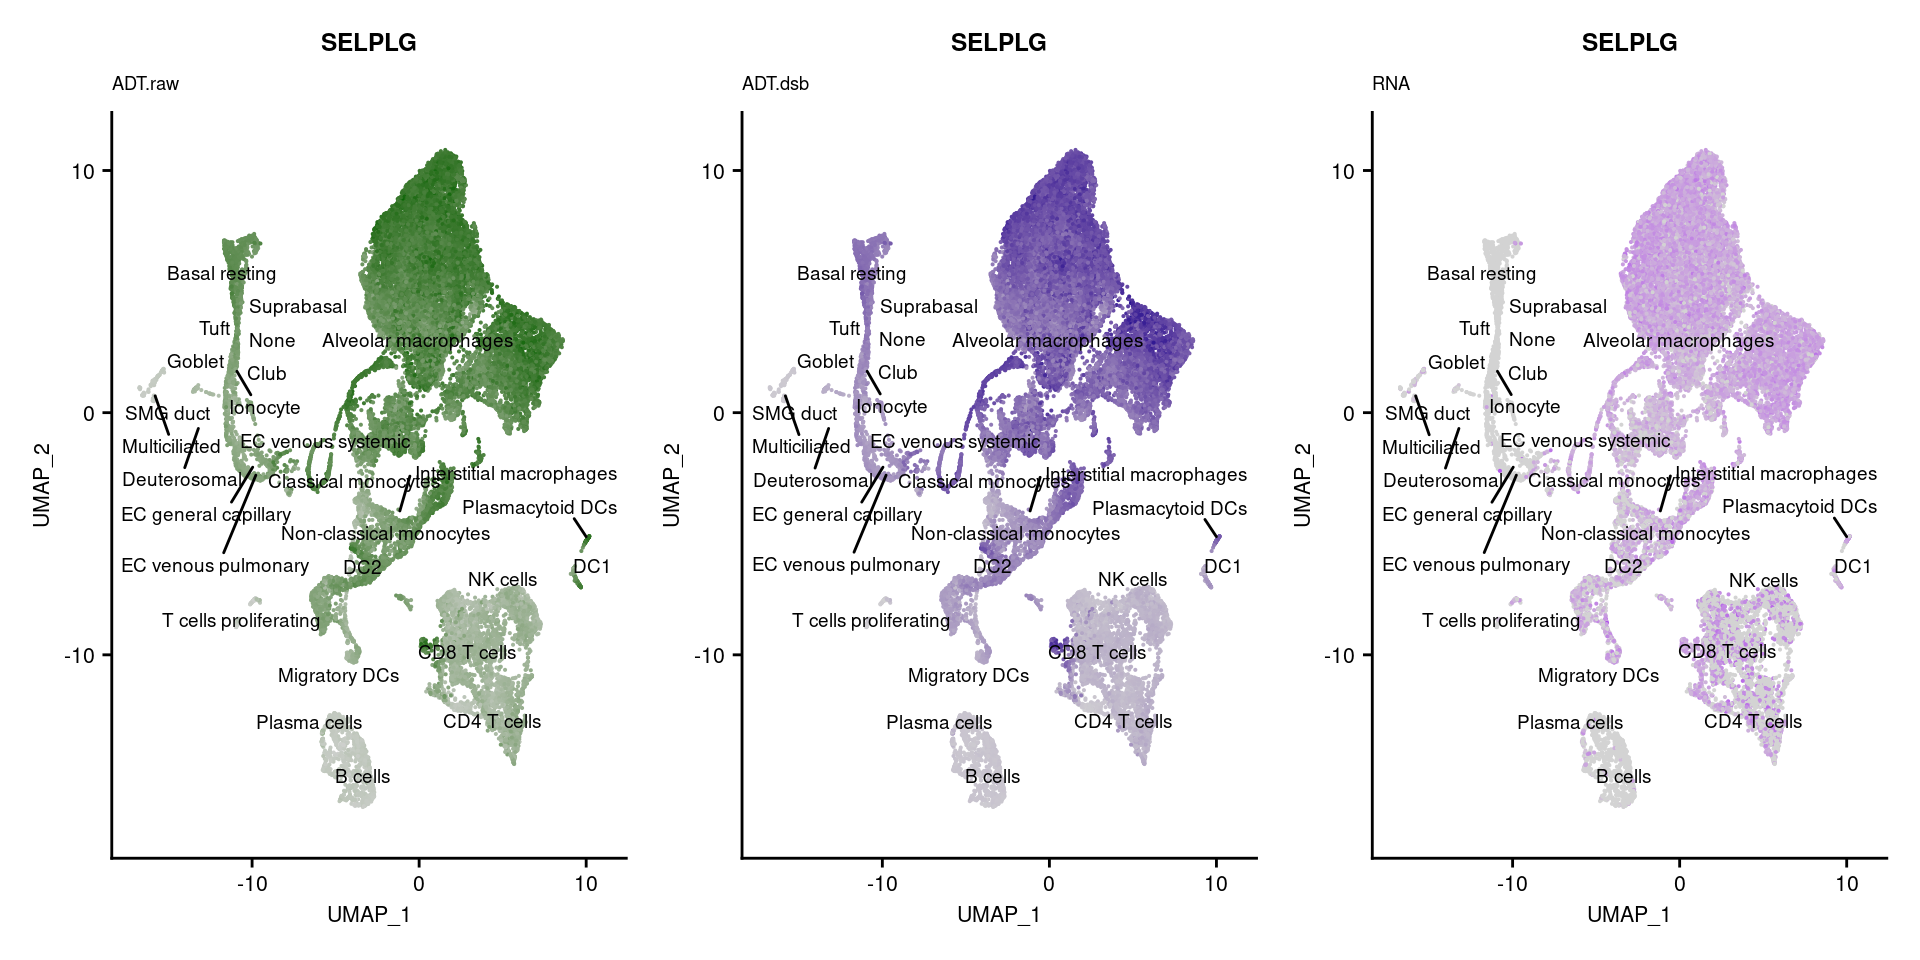 SELPLG
ADT.raw
10
0
-10
UMAP_2
Basal resting
Suprabasal
Tuft
None
Alveolar macrophages
Goblet
Club
SMG duct
Ionocyte
Multiciliated
EC venous systemic
Deuterosomal
Classical monocytes
Interstitial macrophages
EC general capillary
Plasmacytoid DCs
Non-classical monocytes
EC venous pulmonary
DC2
DC1
NK cells
T cells proliferating
CD8 T cells
Migratory DCs
Plasma cells
CD4 T cells
B cells
-10
0
10
UMAP_1
SELPLG
ADT.dsb
10
0
-10
UMAP_2
Basal resting
Suprabasal
Tuft
None
Alveolar macrophages
Goblet
Club
SMG duct
Ionocyte
Multiciliated
EC venous systemic
Deuterosomal
Classical monocytes
Interstitial macrophages
EC general capillary
Plasmacytoid DCs
Non-classical monocytes
EC venous pulmonary
DC2
DC1
NK cells
T cells proliferating
CD8 T cells
Migratory DCs
Plasma cells
CD4 T cells
B cells
-10
0
10
UMAP_1
SELPLG
RNA
10
0
-10
UMAP_2
Basal resting
Suprabasal
Tuft
None
Alveolar macrophages
Goblet
Club
SMG duct
Ionocyte
Multiciliated
EC venous systemic
Deuterosomal
Classical monocytes
Interstitial macrophages
EC general capillary
Plasmacytoid DCs
Non-classical monocytes
EC venous pulmonary
DC2
DC1
NK cells
T cells proliferating
CD8 T cells
Migratory DCs
Plasma cells
CD4 T cells
B cells
-10
0
10
UMAP_1